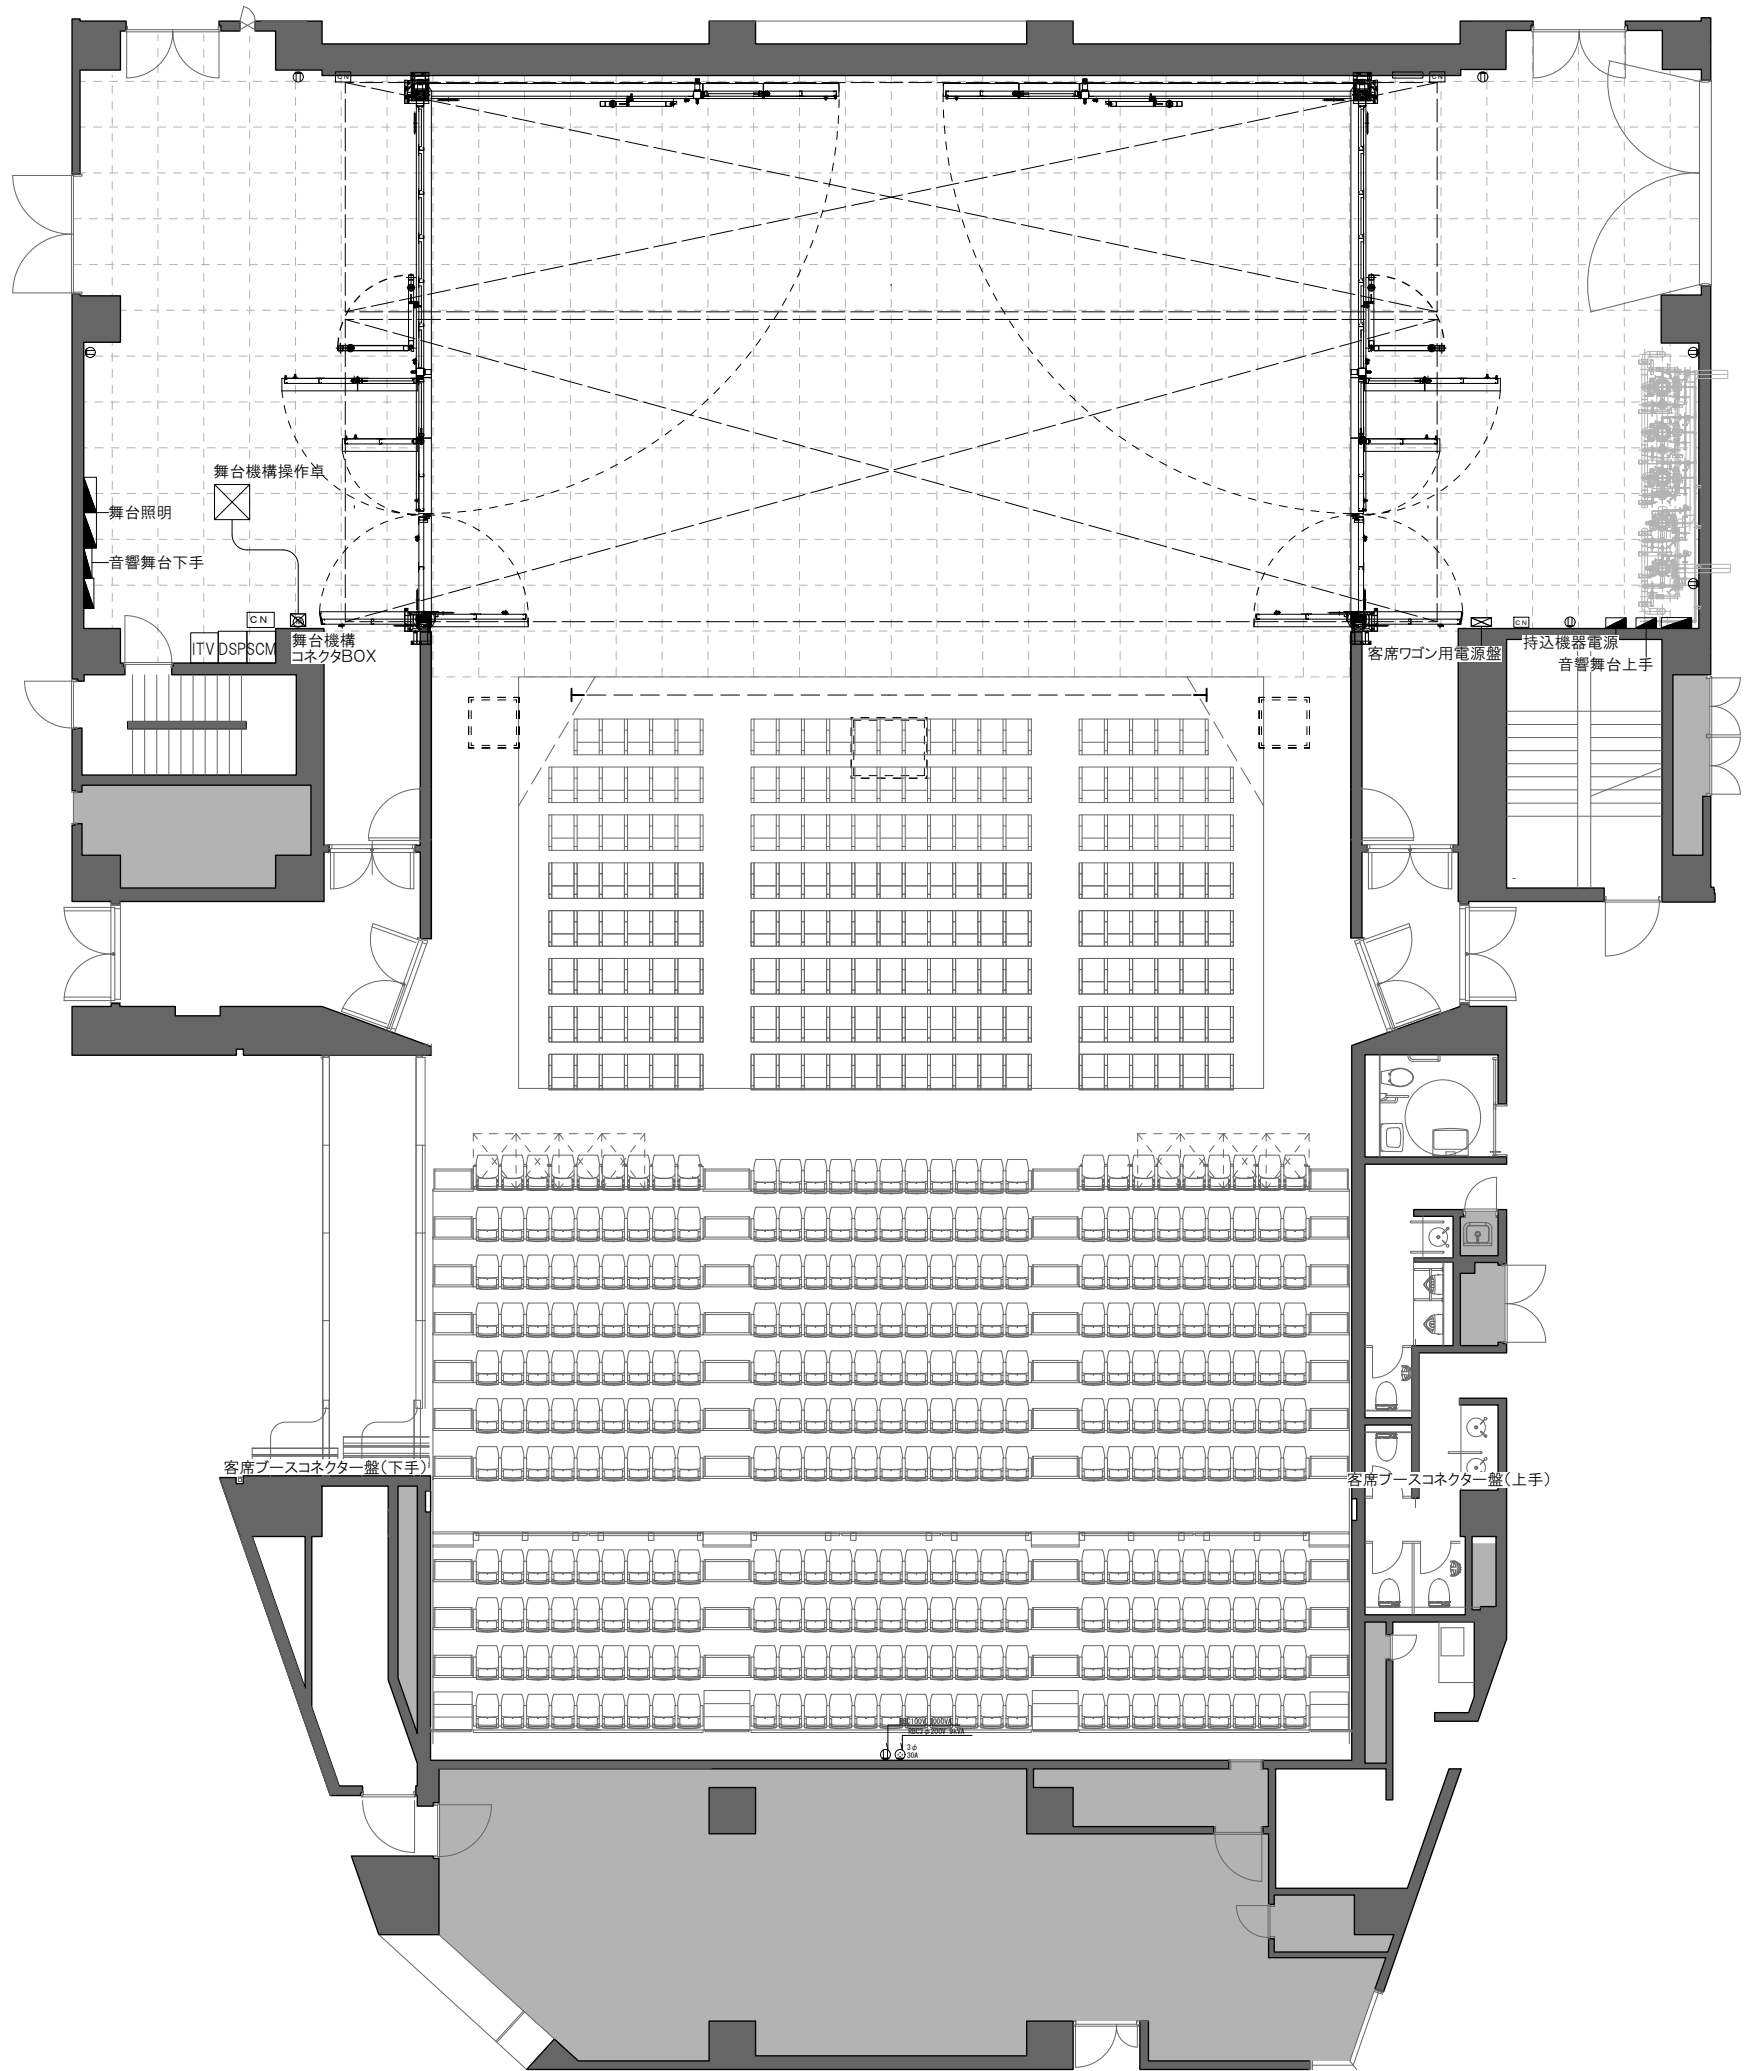 CN
CN
舞台機構操作卓
舞台照明
音響舞台下手
CN
ITV DSP SCM
舞台機構
コネクタBOX
CN
持込機器電源
客席ワゴン用電源盤
音響舞台上手
客席ブースコネクター盤(下手)
客席ブースコネクター盤(上手)
3φ
30A